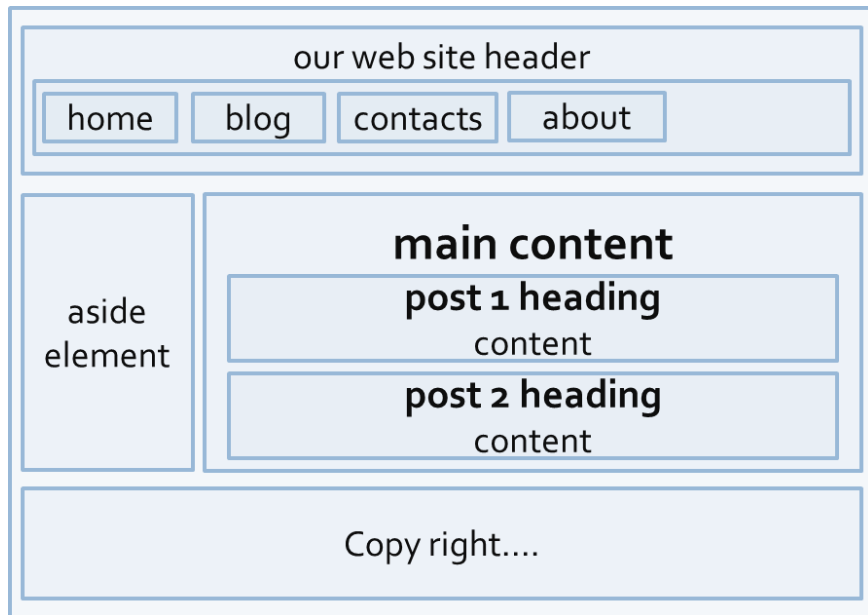 our web site header
home blog contacts about
aside
element
main content
post 1 heading
content
post 2 heading
content
Copy right....